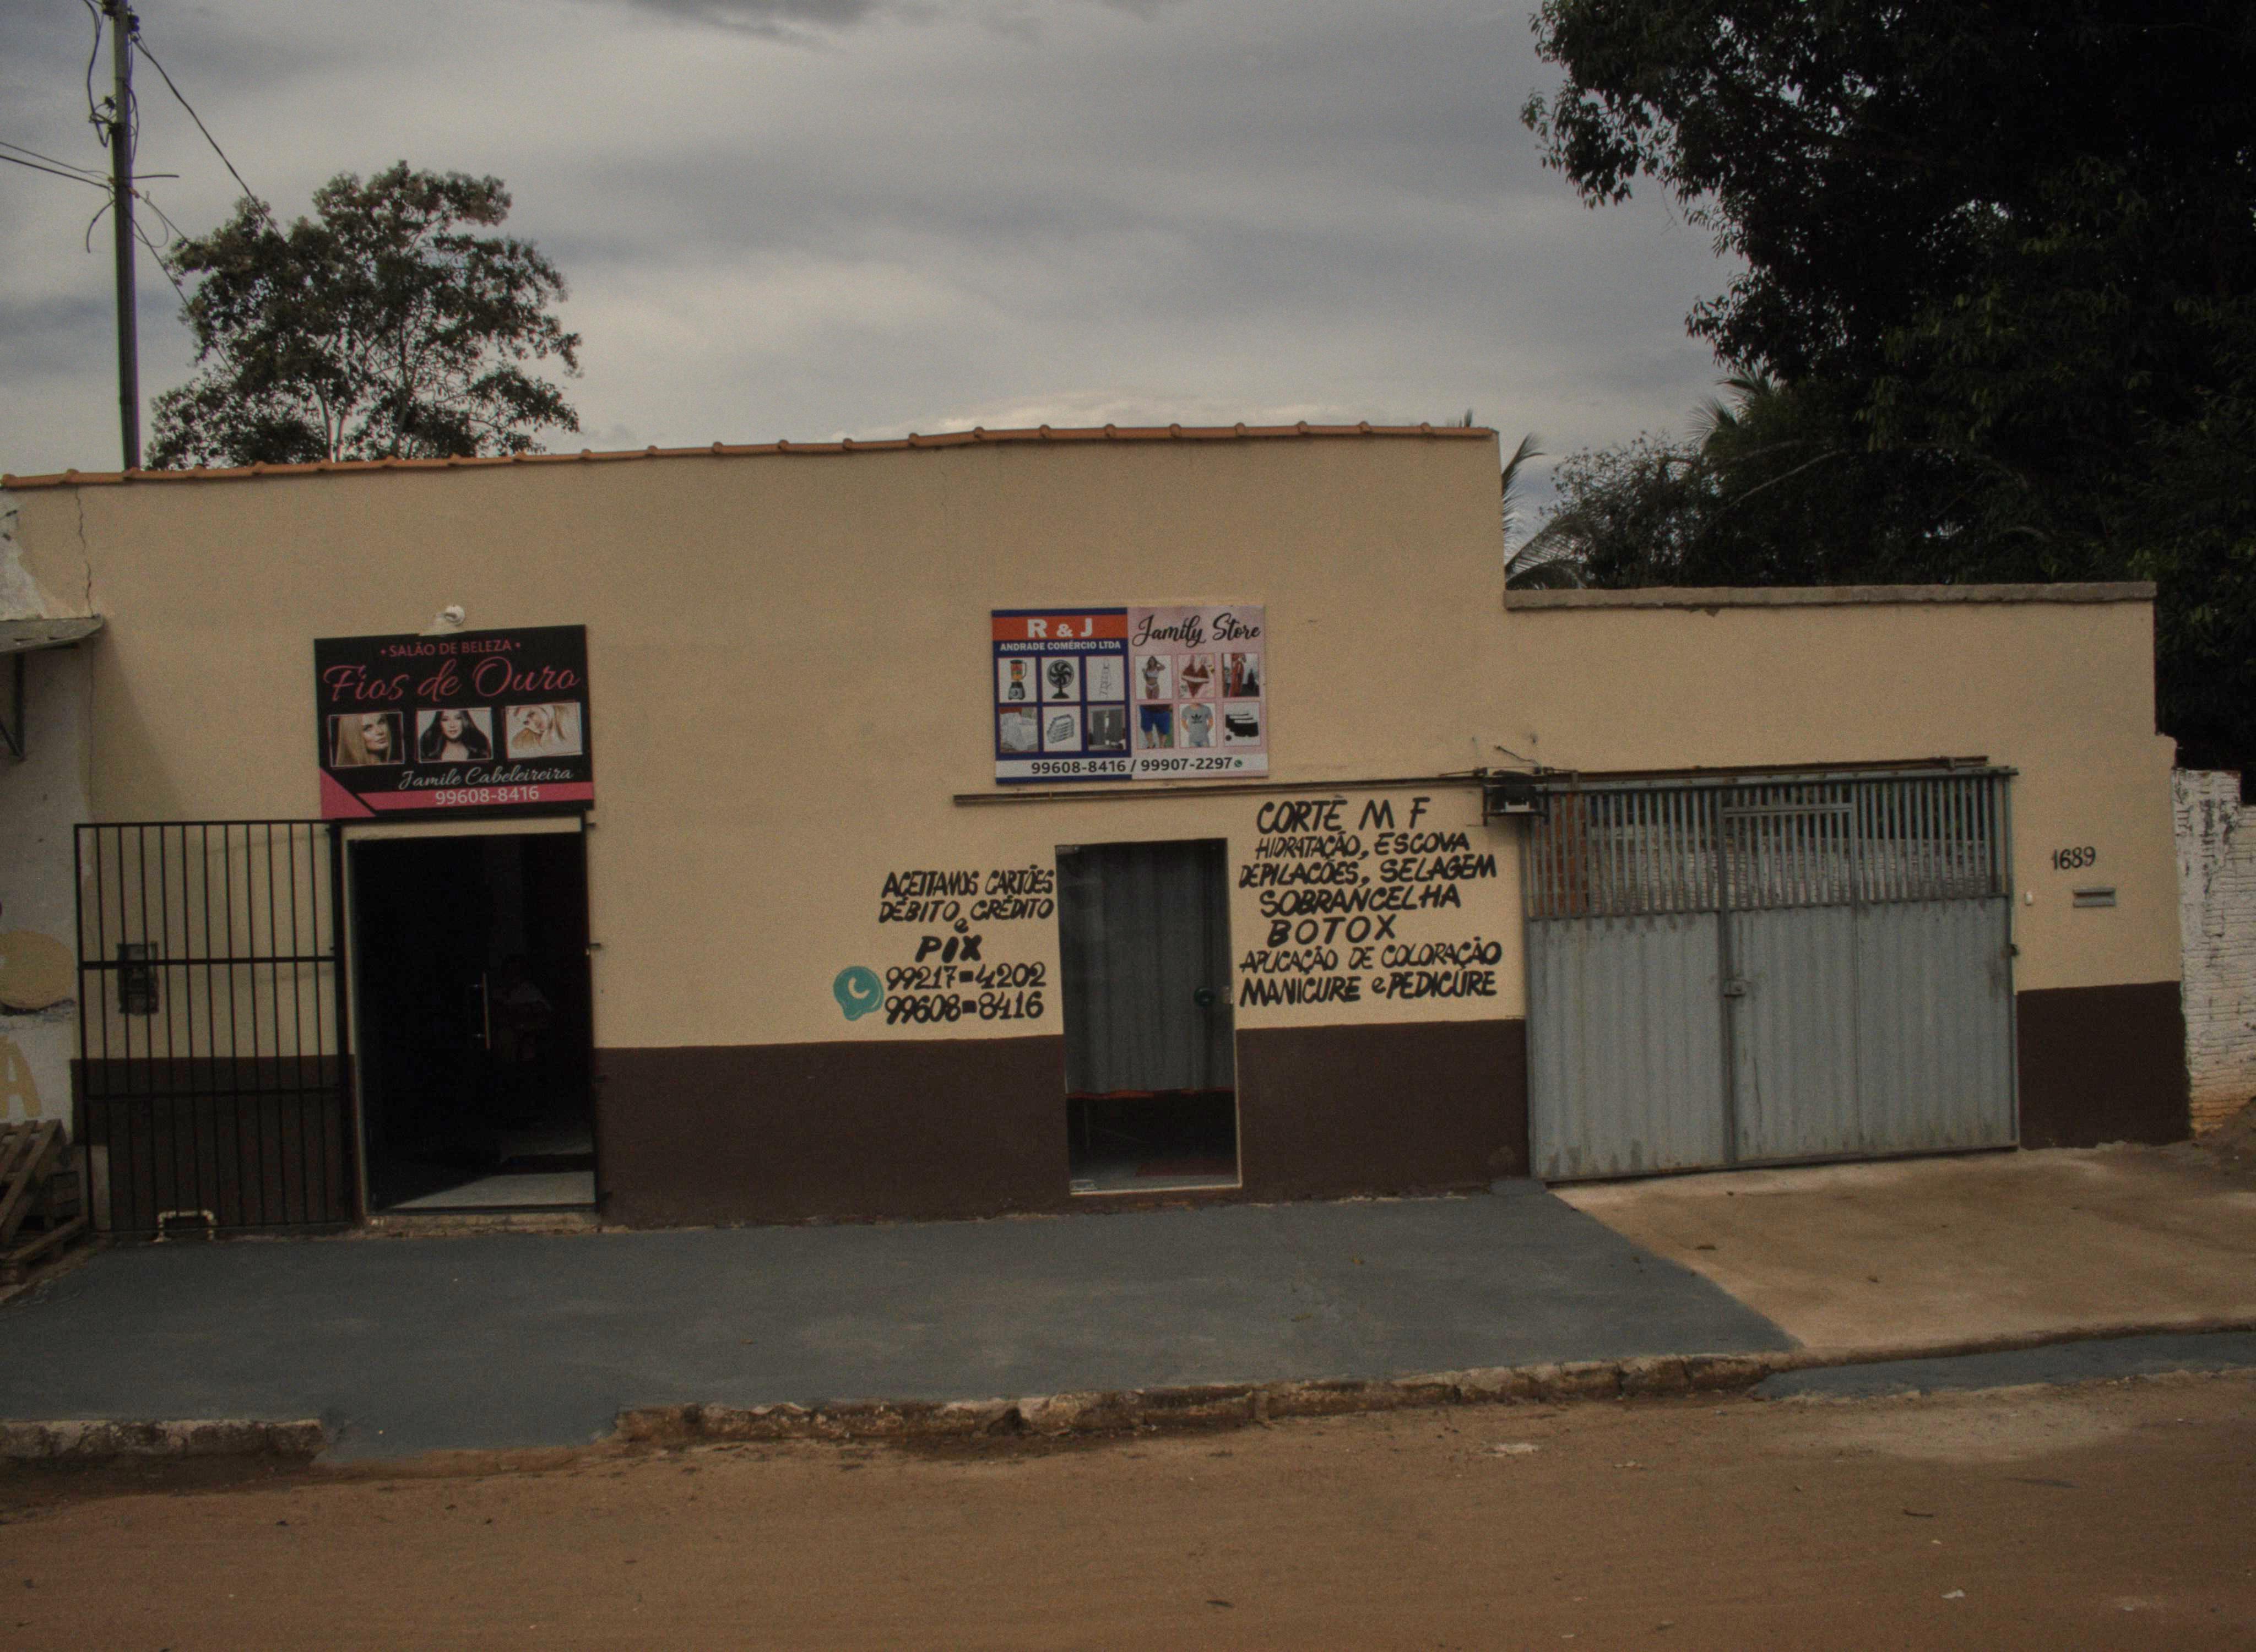 • SALÃO DE BELEZA •
Fios de Ouro
Jamile Cabeleireira
99608-8416
R & J
ANDRADE COMÉRCIO LTDA
Jamily Store
99608-8416 / 99907-2297
ACEITAMOS CARTÕES
DÉBITO, CRÉDITO
e
PIX
99217=4202
99608=8416
CORTE M F
HIDRATAÇÃO, ESCOVA
DEPILAÇÕES, SELAGEM
SOBRANCELHA
BOTOX
APLICAÇÃO DE COLORAÇÃO
MANICURE e PEDICURE
1689
A